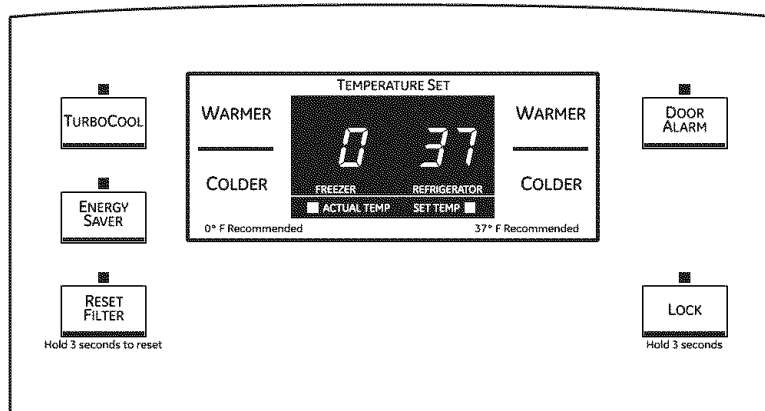 TEMPERATURE SET
TURBOCOOL
WARMER
WARMER
DOOR
ALARM
0 37
COLDER
COLDER
FREEZER REFRIGERATOR
ENERGY
SAVER
ACTUAL TEMP SET TEMP
0° F Recommended 37° F Recommended
RESET
FILTER
LOCK
Hold 3 seconds to reset
Hold 3 seconds